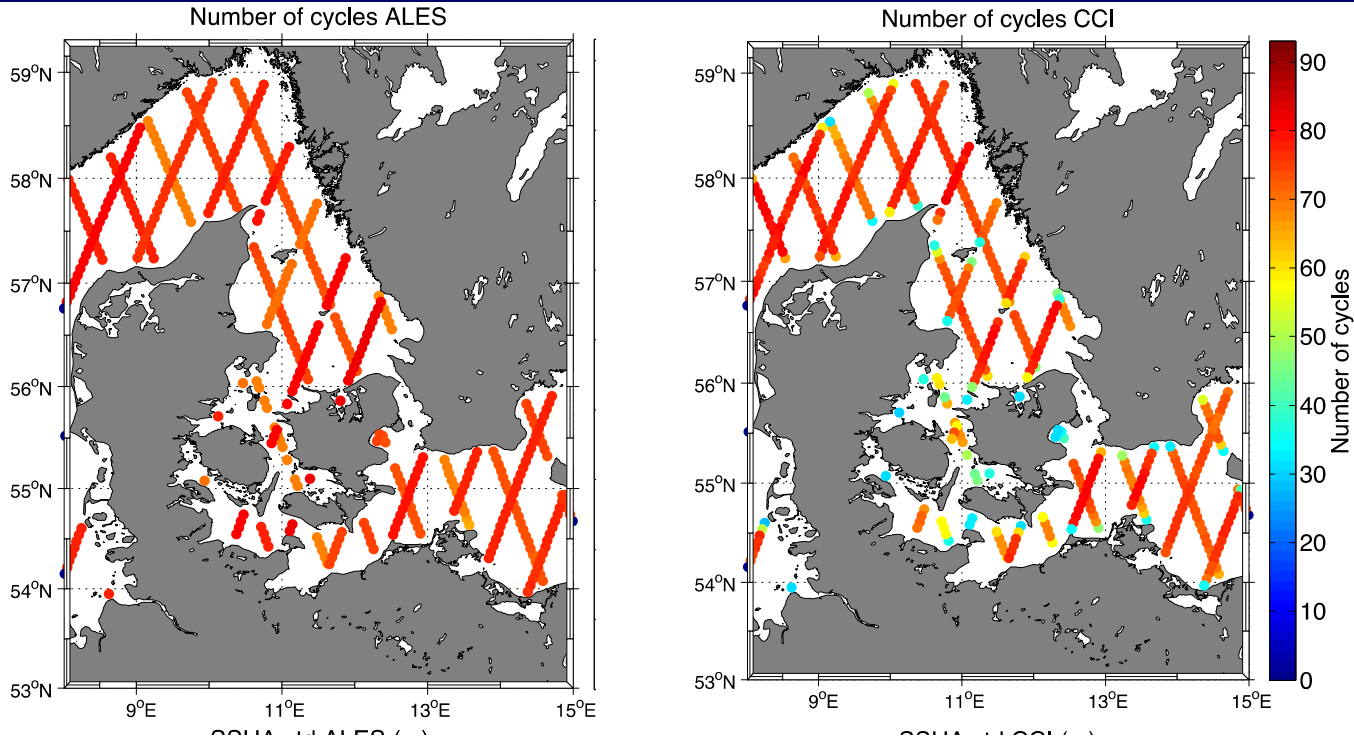 Number of cycles ALES
Number of cycles CCI
59°N
58°N
57°N
56°N
55°N
54°N
53°N
9°E
11°E
13°E
15°E
59°N
58°N
57°N
56°N
55°N
54°N
53°N
9°E
11°E
13°E
15°E
90
80
70
60
50
40
30
20
10
0
Number of cycles